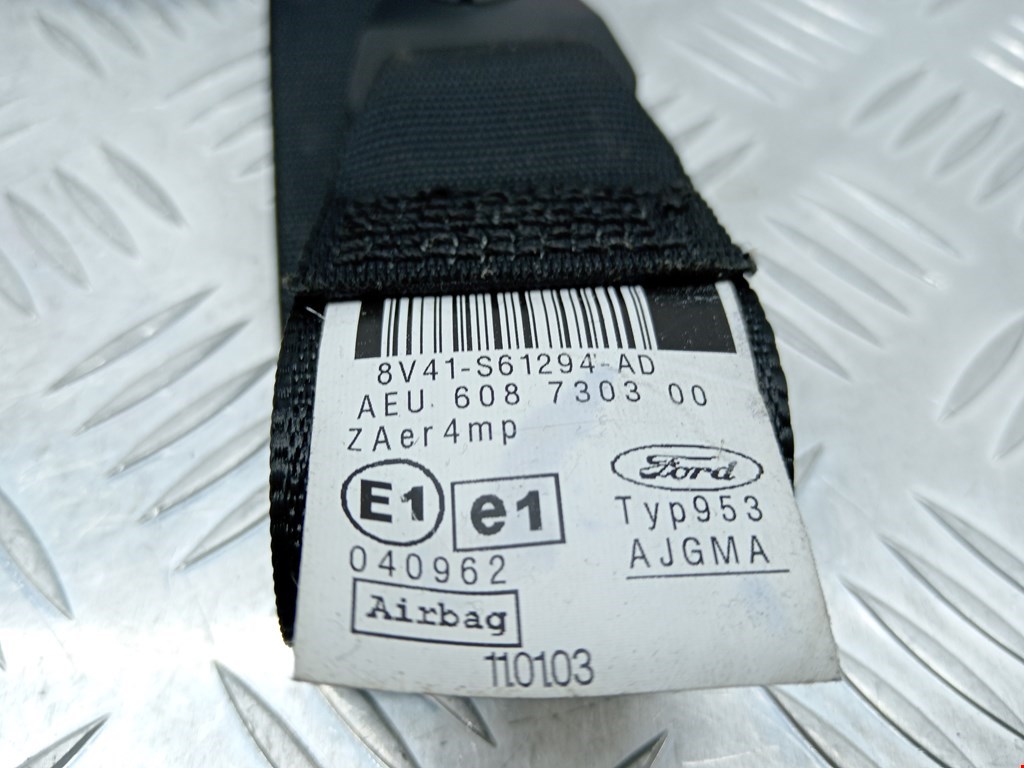 8V41-S61294-AD
AEU 608 7303 00
ZAer4mp
E1 e1
Ford
Typ953
040962
AJGMA
Airbag
110103